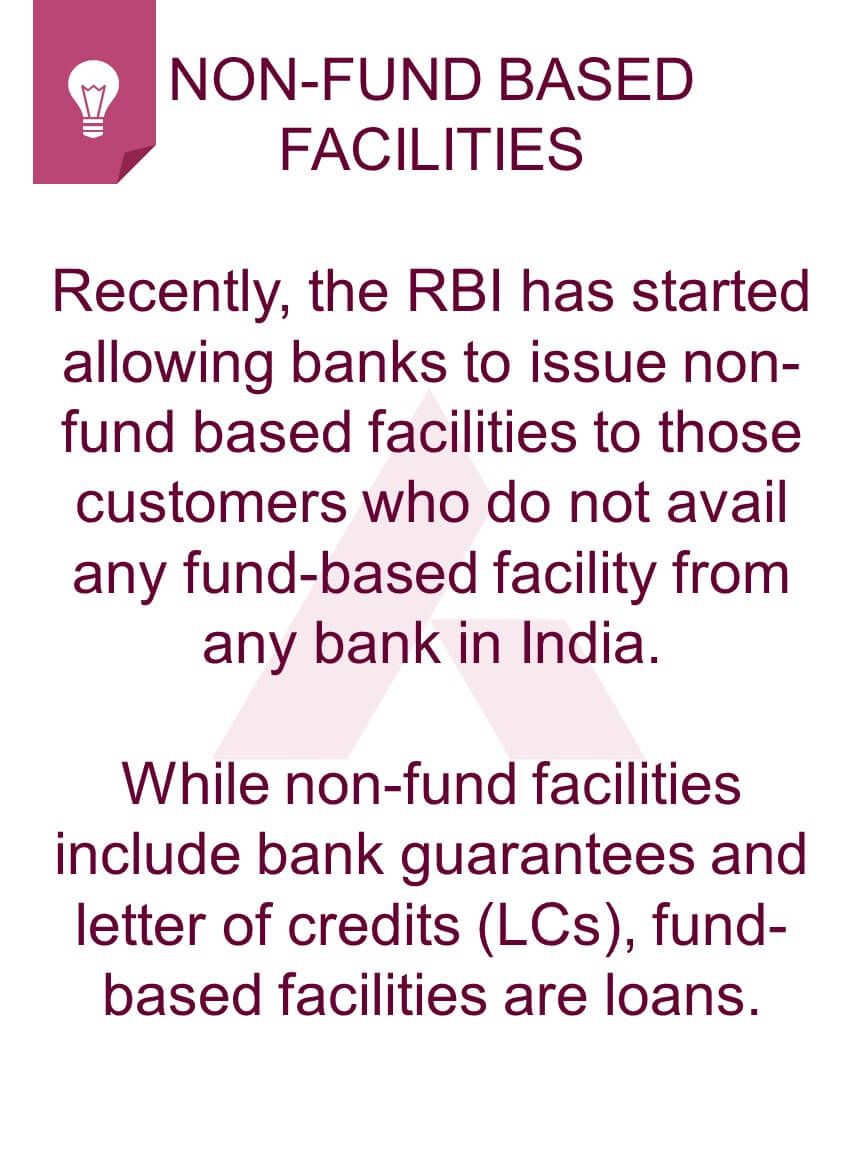 NON-FUND BASED
FACILITIES
Recently, the RBI has started
allowing banks to issue non-
fund based facilities to those
customers who do not avail
any fund-based facility from
any bank in India.
While non-fund facilities
include bank guarantees and
letter of credits (LCs), fund-
based facilities are loans.